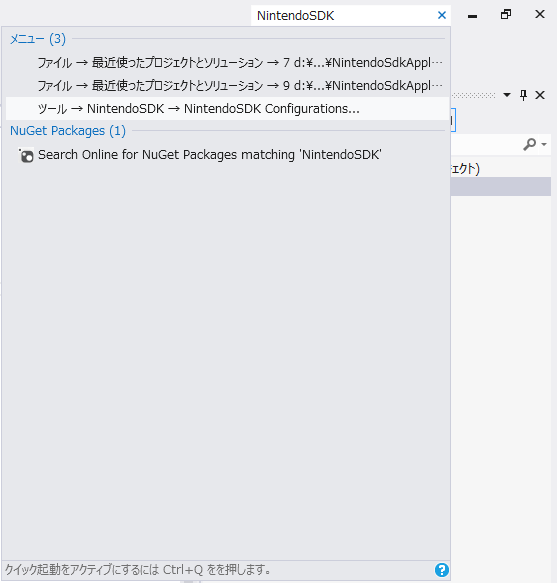 NintendoSDK
メニュー (3)
ファイル → 最近使ったプロジェクトとソリューション → 7 d:¥...¥NintendoSdkAppl...
ファイル → 最近使ったプロジェクトとソリューション → 9 d:¥...¥NintendoSdkAppl...
ツール → NintendoSDK → NintendoSDK Configurations...
NuGet Packages (1)
Search Online for NuGet Packages matching 'NintendoSDK'
ェクト)
クイック起動をアクティブにするには Ctrl+Q をを押します。